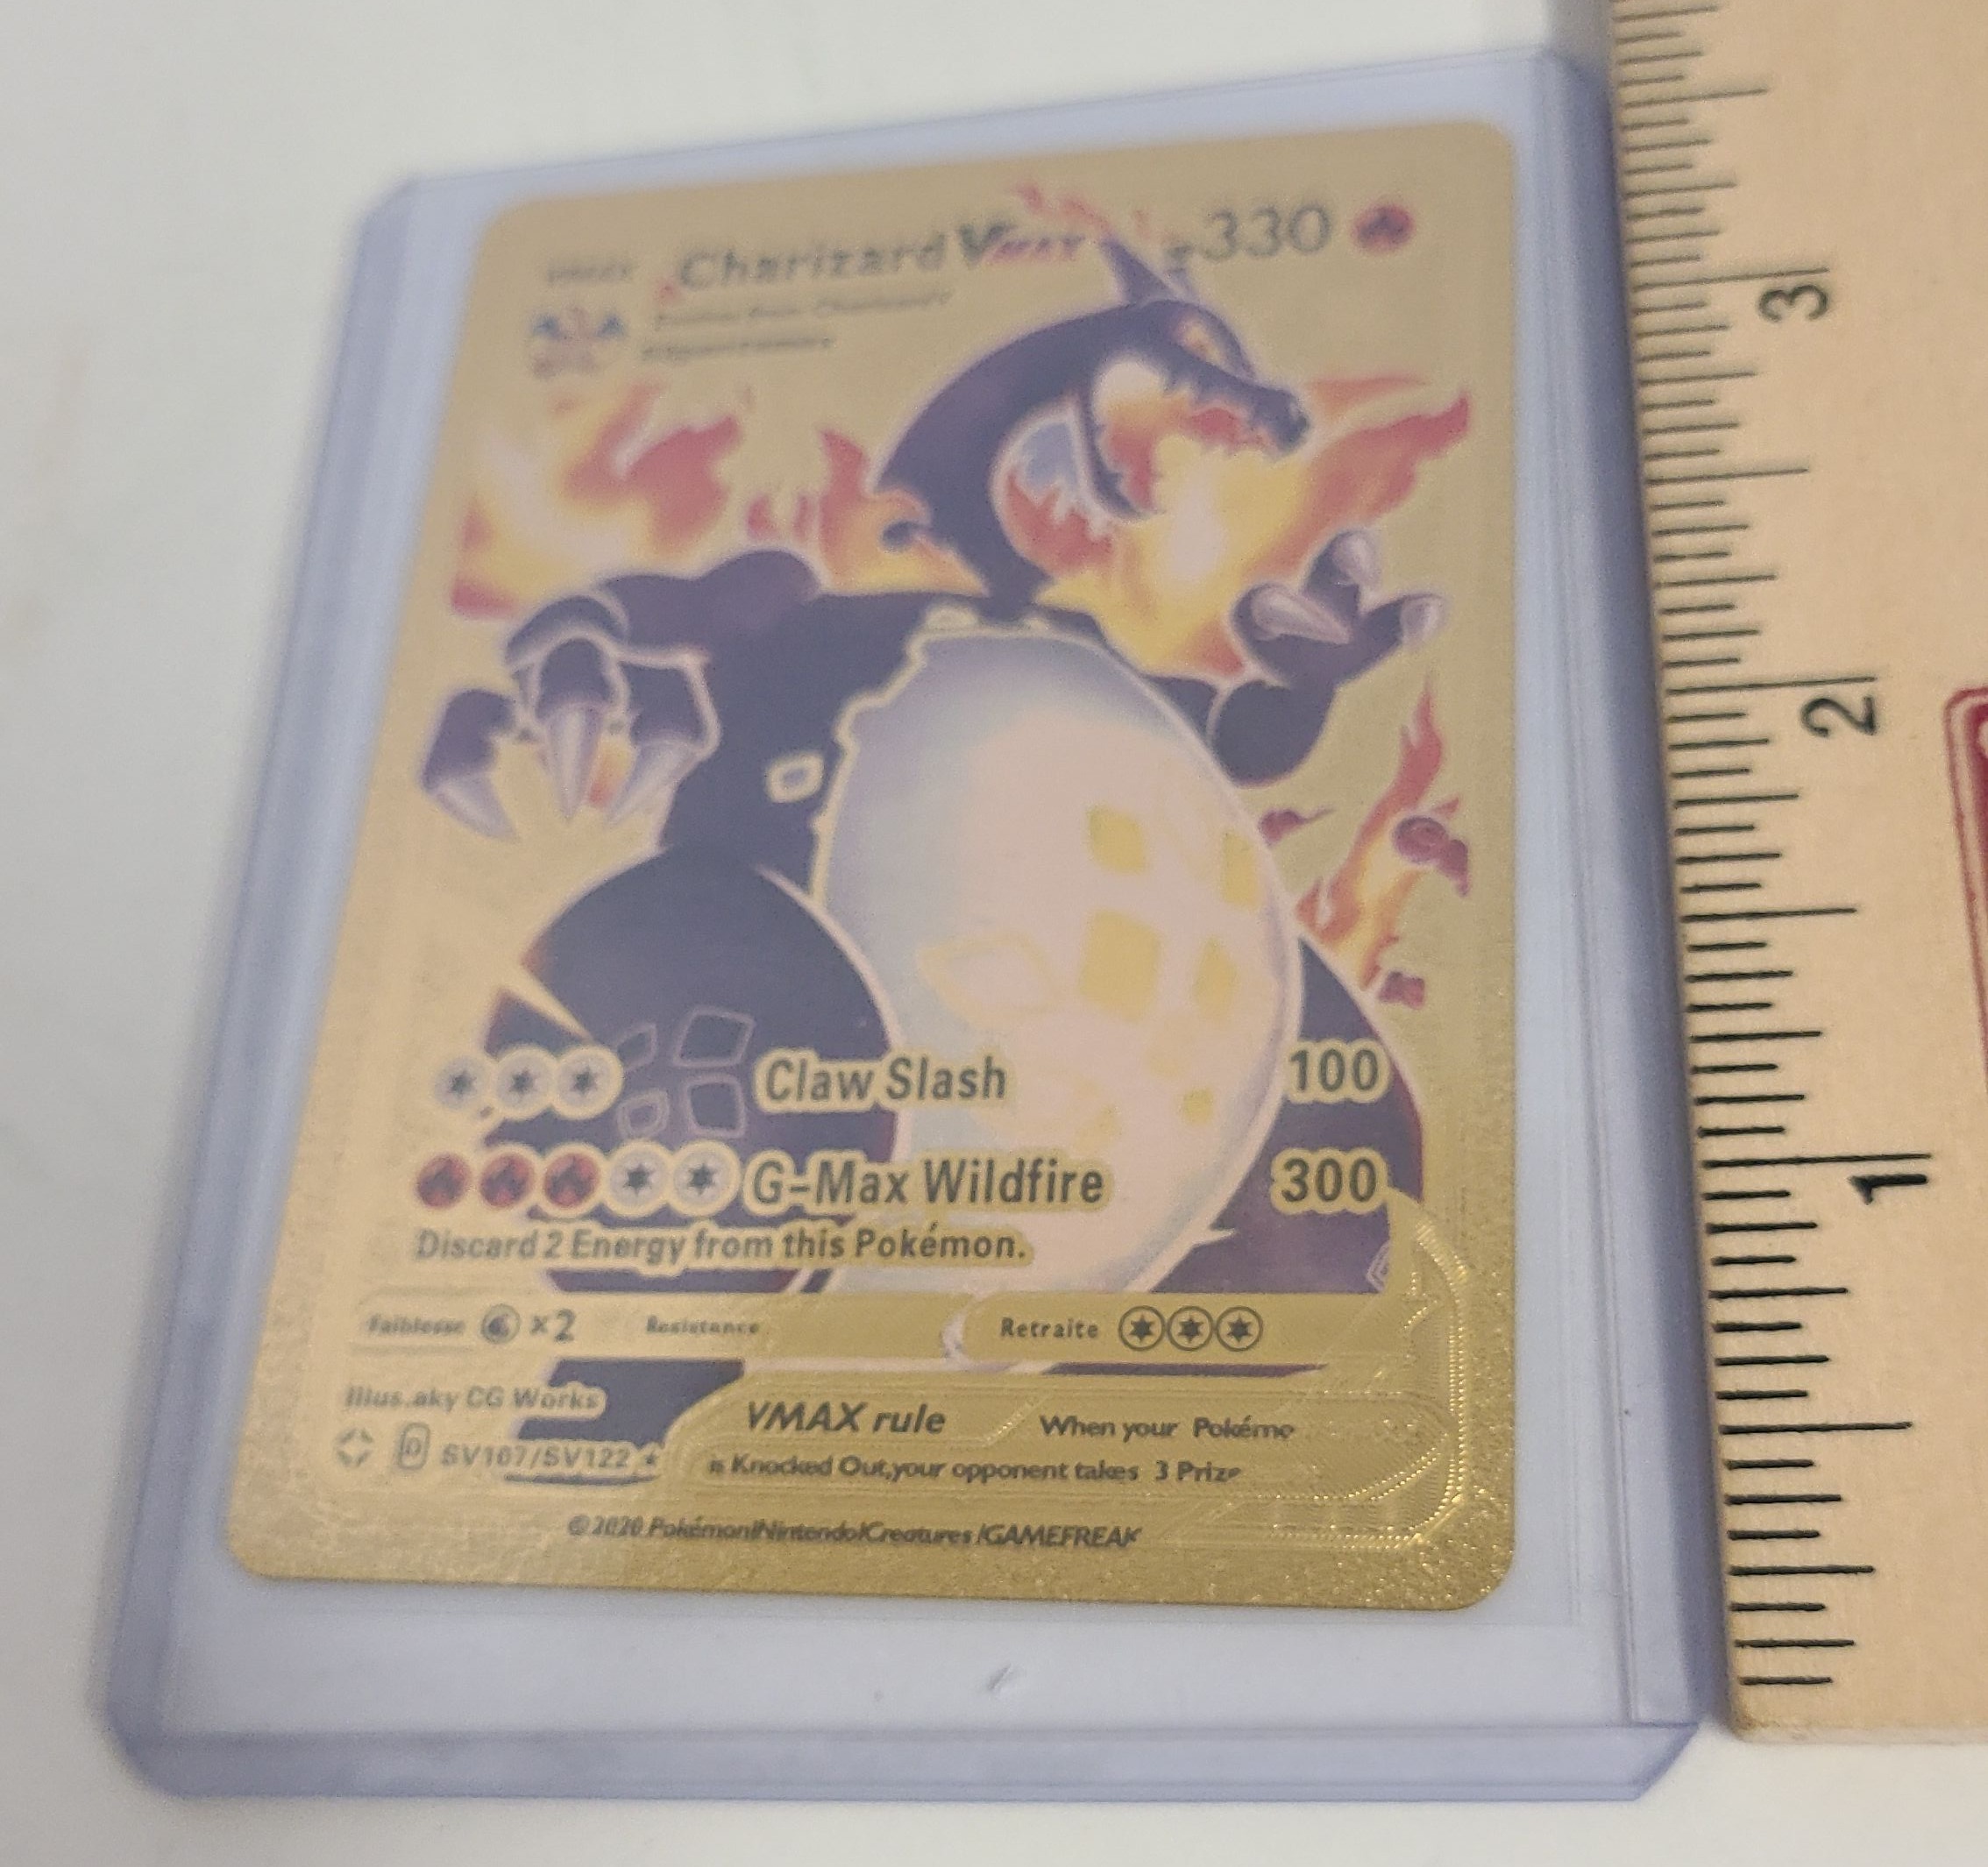 Charizard VMAX 330
Claw Slash 100
G-Max Wildfire 300
Discard 2 Energy from this Pokémon.
Faiblesse ×2 Resistance Retraite
Illus.aky CG Works
VMAX rule When your Pokémo
D SV107/SV122
is Knocked Out,your opponent takes 3 Prize
©2020 Pokémon/Nintendo/Creatures/GAMEFREAK
3
2
1